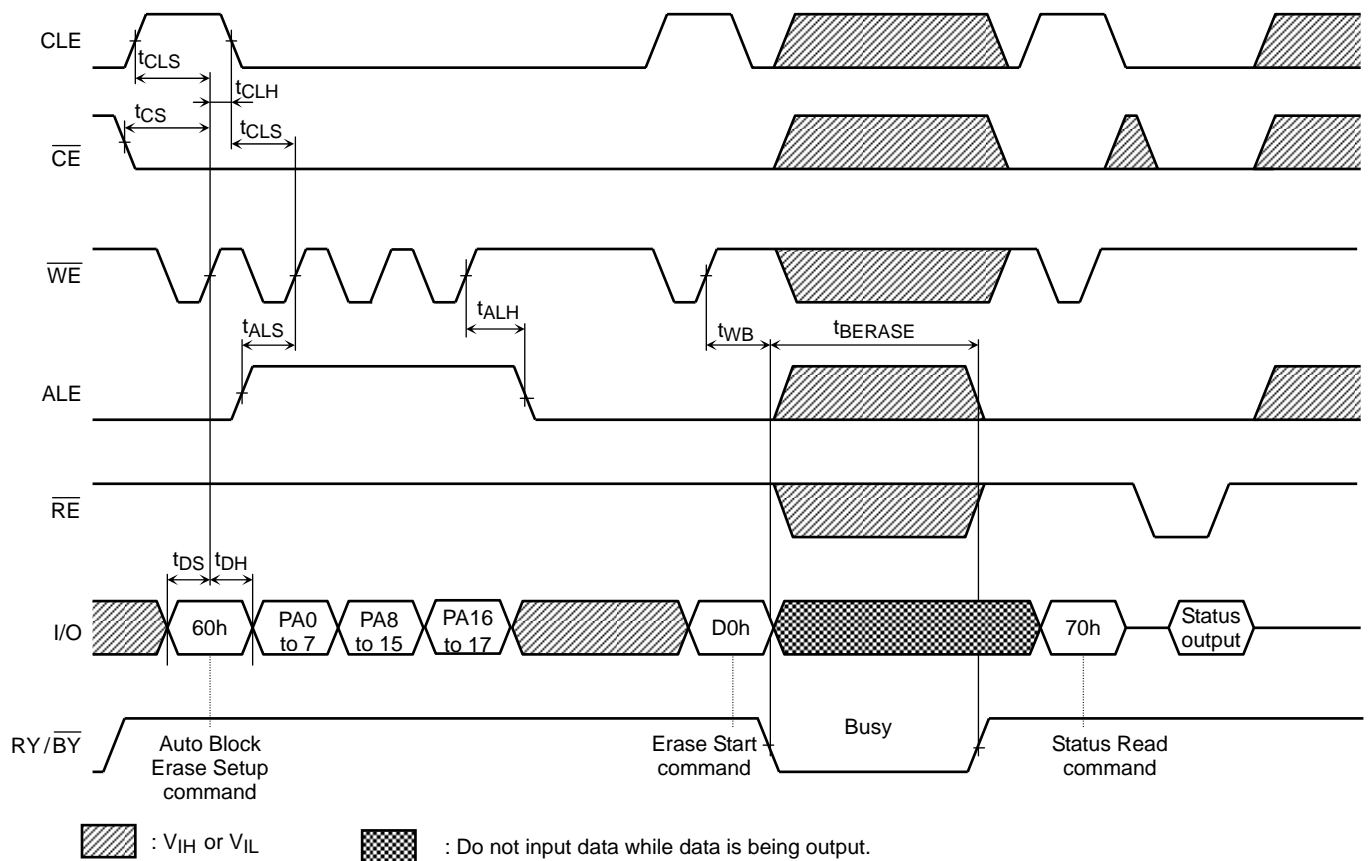 CLE
tCLS
tCLH
tCS
tCLS
CE
WE
tALS
tALH
tWB
tBERASE
ALE
RE
tDS
tDH
I/O
60h
PA0
to 7
PA8
to 15
PA16
to 17
D0h
70h
Status
output
RY/BY
Busy
Auto Block
Erase Setup
command
Erase Start
command
Status Read
command
: VIH or VIL
: Do not input data while data is being output.